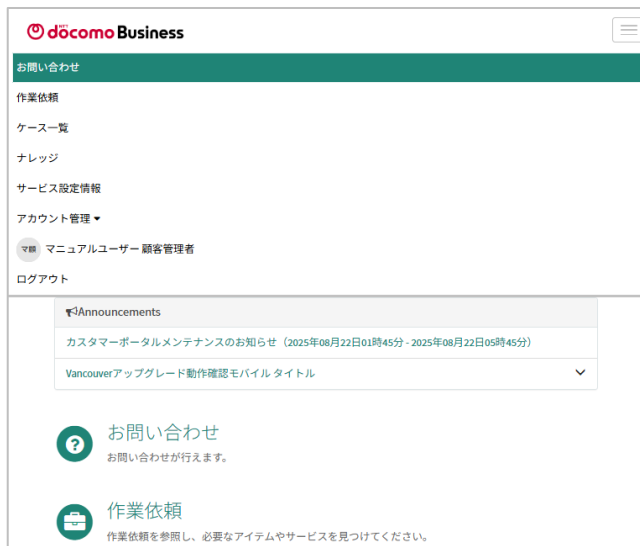 NTT
döcomo Business
お問い合わせ
作業依頼
ケース一覧
ナレッジ
サービス設定情報
アカウント管理
マ顧 マニュアルユーザー 顧客管理者
ログアウト
Announcements
カスタマーポータルメンテナンスのお知らせ（2025年08月22日01時45分 - 2025年08月22日05時45分）
Vancouverアップグレード動作確認モバイル タイトル
お問い合わせ
お問い合わせが行えます。
作業依頼
作業依頼を参照し、必要なアイテムやサービスを見つけてください。